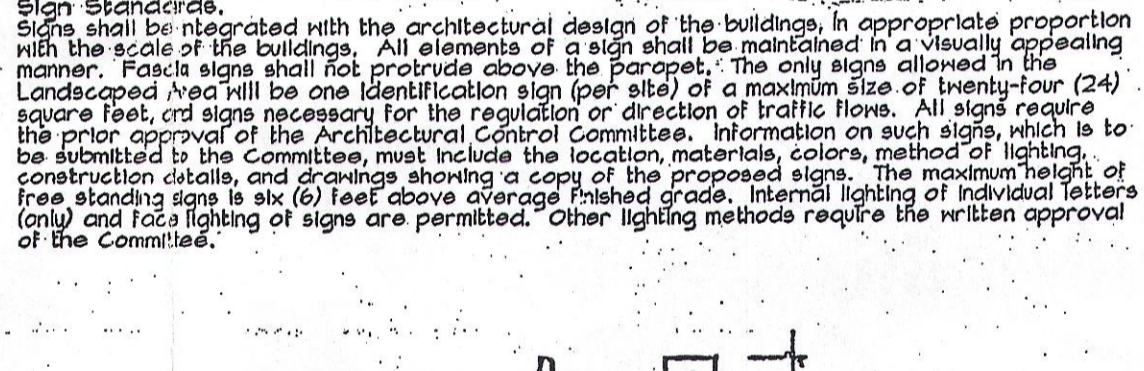 Sign Standards.
Signs shall be ntegrated with the architectural design of the buildings, in appropriate proportion
with the scale of the buildings. All elements of a sign shall be maintained in a visually appealing
manner. Fascia signs shall not protrude above the parapet. The only signs allowed in the
Landscaped Area will be one identification sign (per site) of a maximum size of twenty-four (24)
square feet, and signs necessary for the regulation or direction of traffic flows. All signs require
the prior approval of the Architectural Control Committee. Information on such signs, which is to
be submitted to the Committee, must include the location, materials, colors, method of lighting,
construction details, and drawings showing a copy of the proposed signs. The maximum height of
free standing signs is six (6) feet above average finished grade. Internal lighting of individual letters
(only) and face lighting of signs are permitted. Other lighting methods require the written approval
of the Committee.